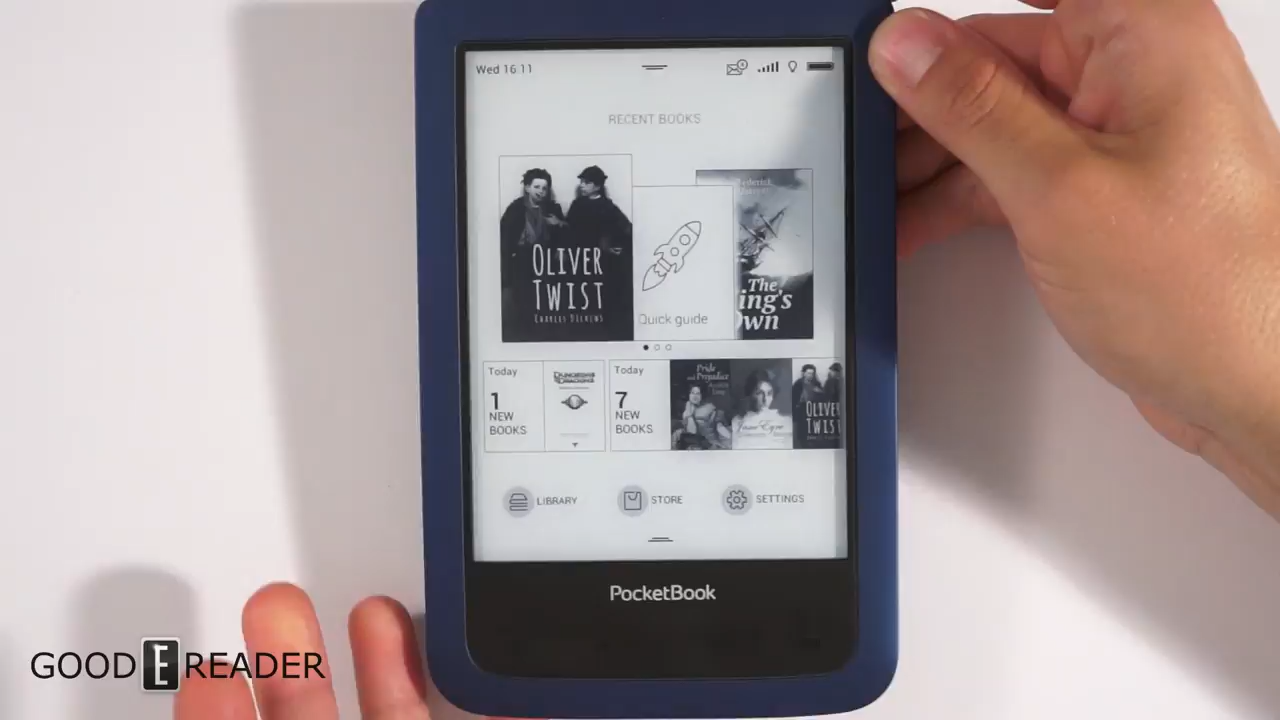 Wed 16:11
RECENT BOOKS
OLIVER
TWIST
CHARLES DICKENS
Quick guide
The
ing's
wn
Today
1
NEW
BOOKS
DUNGEONS
DRAGONS
Today
7
NEW
BOOKS
Pride
and Prejudice
Jane Eyre
OLIVER
TWIST
LIBRARY
STORE
SETTINGS
PocketBook
GOOD E READER